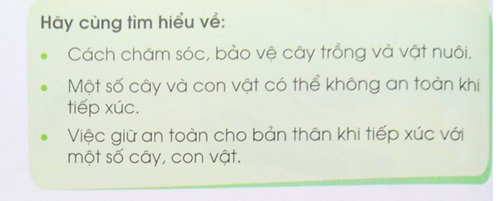 Hãy cùng tìm hiểu về:
• Cách chăm sóc, bảo vệ cây trồng và vật nuôi.
• Một số cây và con vật có thể không an toàn khi
tiếp xúc.
• Việc giữ an toàn cho bản thân khi tiếp xúc với
một số cây, con vật.